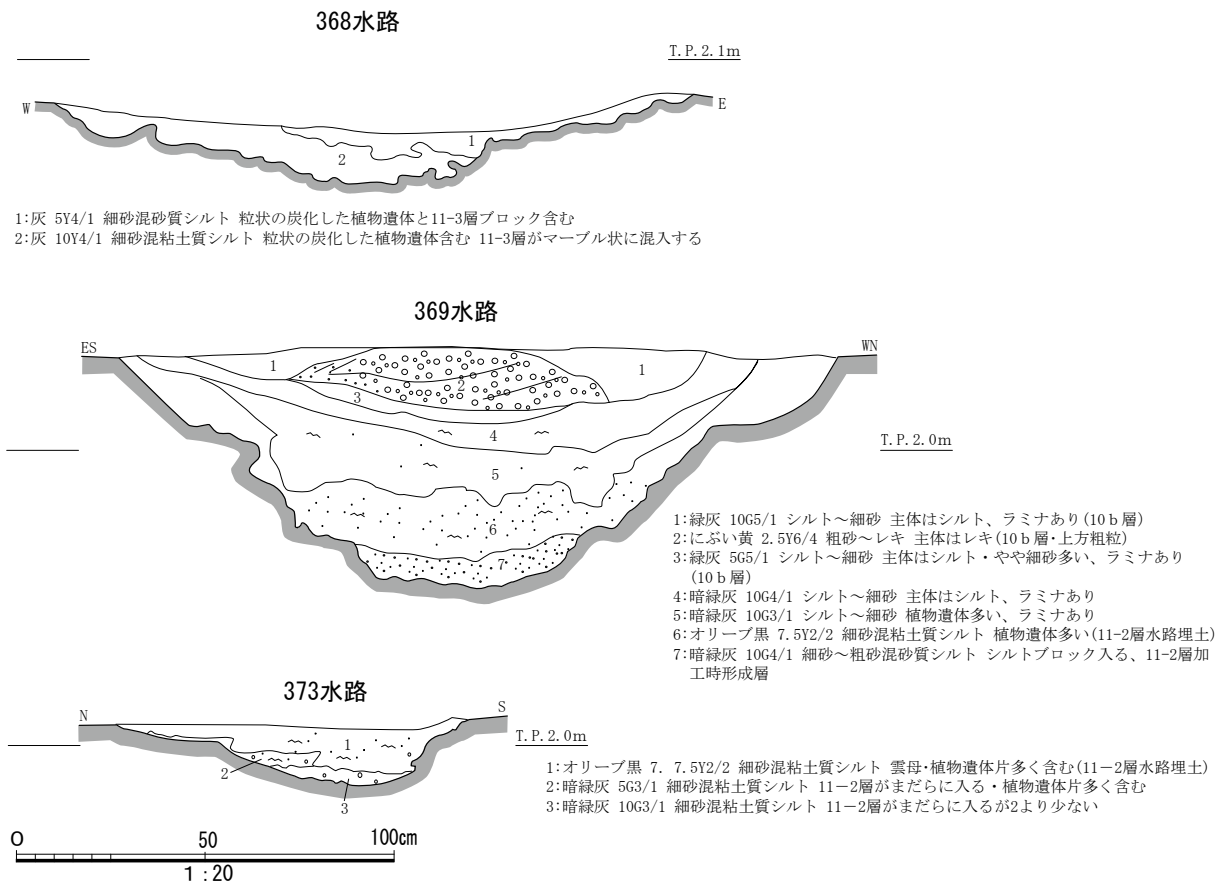 368水路
T.P.2.1m
W
E
1
2
1:灰 5Y4/1 細砂混砂質シルト 粒状の炭化した植物遺体と11-3層ブロック含む
2:灰 10Y4/1 細砂混粘土質シルト 粒状の炭化した植物遺体含む 11-3層がマーブル状に混入する
369水路
ES
WN
1
2
1
3
4
T.P.2.0m
5
6
7
1:緑灰 10G5/1 シルト～細砂 主体はシルト、ラミナあり(10ｂ層)
2:にぶい黄 2.5Y6/4 粗砂～レキ 主体はレキ(10ｂ層・上方粗粒)
3:緑灰 5G5/1 シルト～細砂 主体はシルト・やや細砂多い、ラミナあり
(10ｂ層)
4:暗緑灰 10G4/1 シルト～細砂 主体はシルト、ラミナあり
5:暗緑灰 10G3/1 シルト～細砂 植物遺体多い、ラミナあり
6:オリーブ黒 7.5Y2/2 細砂混粘土質シルト 植物遺体多い(11-2層水路埋土)
7:暗緑灰 10G4/1 細砂～粗砂混砂質シルト シルトブロック入る、11-2層加
工時形成層
373水路
N
S
T.P.2.0m
1
2
3
1:オリーブ黒 7. 7.5Y2/2 細砂混粘土質シルト 雲母・植物遺体片多く含む(11－2層水路埋土)
2:暗緑灰 5G3/1 細砂混粘土質シルト 11－2層がまだらに入る・植物遺体片多く含む
3:暗緑灰 10G3/1 細砂混粘土質シルト 11－2層がまだらに入るが2より少ない
0 50 100cm
1:20